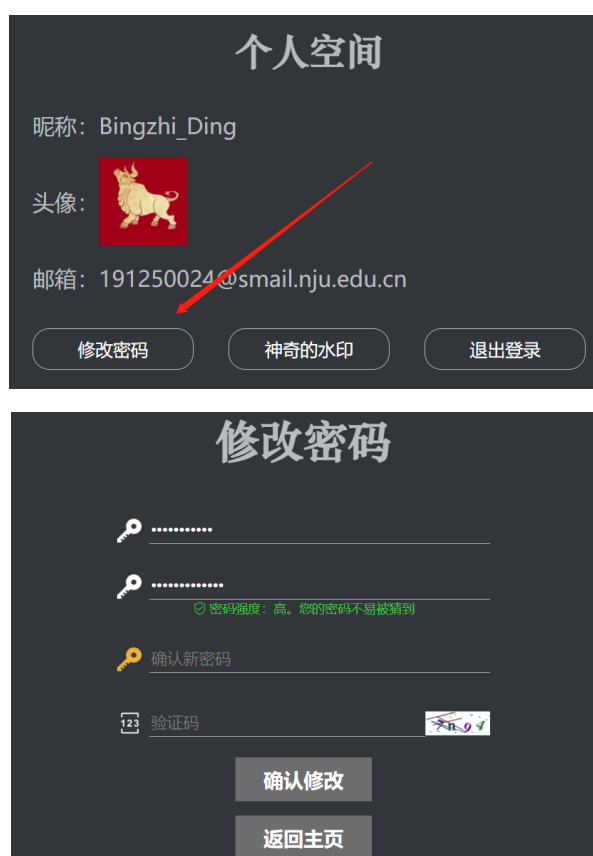 个人空间
昵称：Bingzhi_Ding
头像：
邮箱：191250024@smail.nju.edu.cn
修改密码 神奇的水印 退出登录
修改密码
•••••••••••
•••••••••••••
密码强度：高。您的密码不易被猜到
确认新密码
123 验证码 7n94
确认修改
返回主页